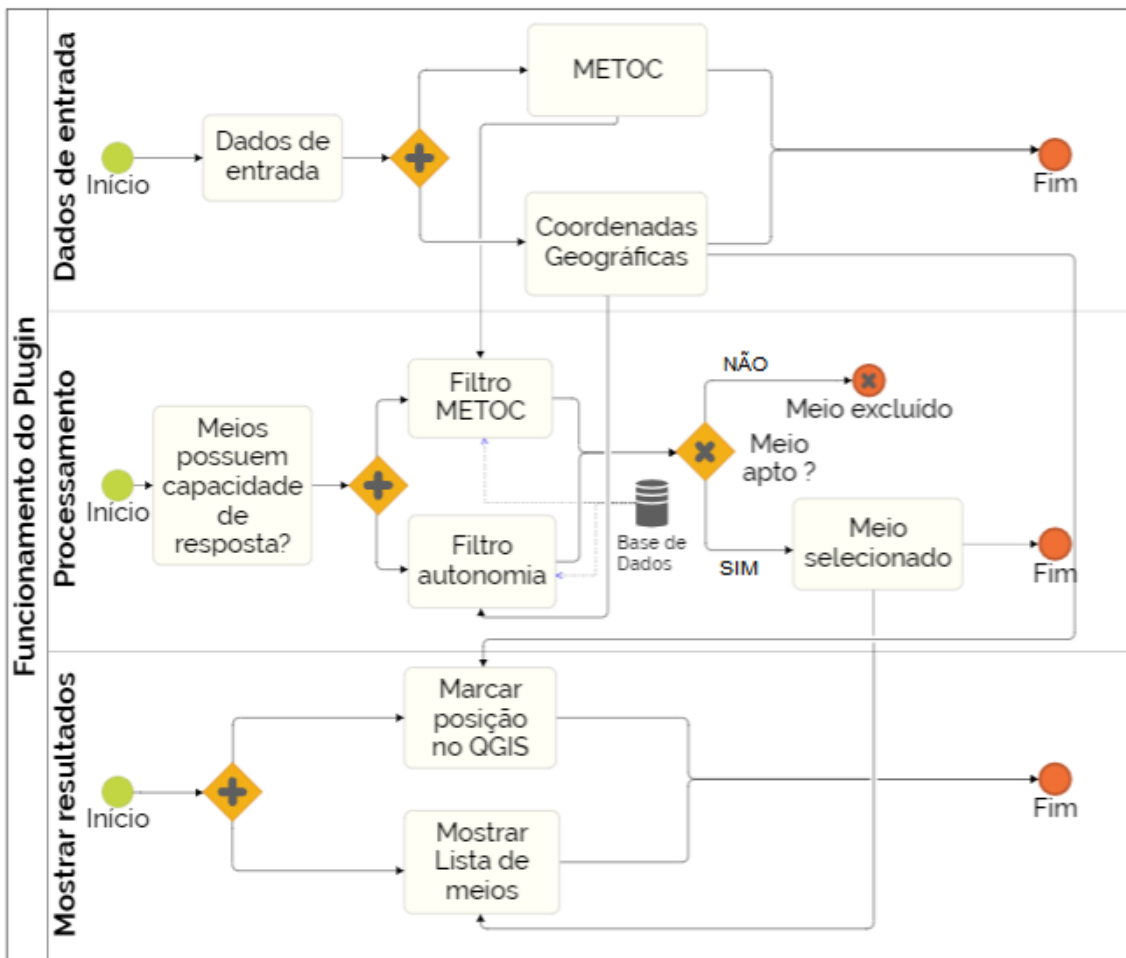 Funcionamento do Plugin
Dados de entrada
Início
Dados de
entrada
METOC
Coordenadas
Geográficas
Fim
Processamento
Início
Meios
possuem
capacidade
de
resposta?
Filtro
METOC
Filtro
autonomia
Base de
Dados
NÃO
Meio excluído
Meio
apto ?
SIM
Meio
selecionado
Fim
Mostrar resultados
Início
Marcar
posição
no QGIS
Mostrar
Lista de
meios
Fim